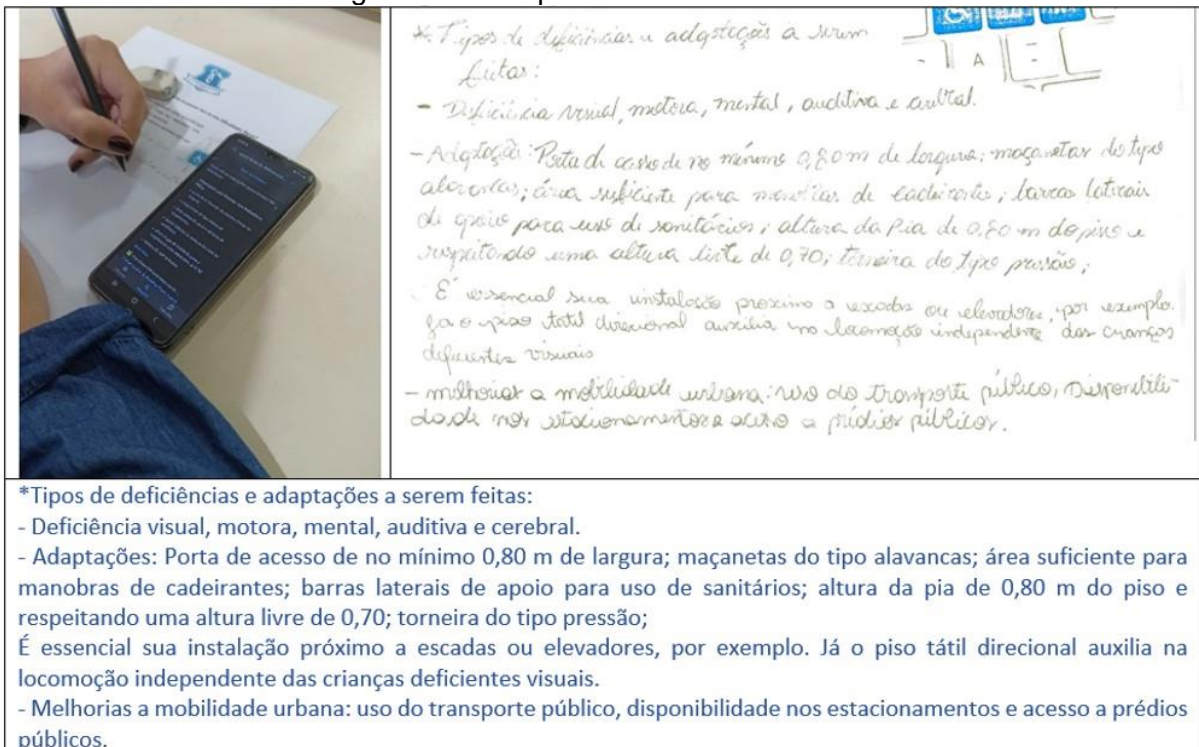 *. Tipos de deficiências e adaptações a serem
feitas:
- Deficiência visual, motora, mental, auditiva e
A
- Adaptações: Porta de acesso de no mínimo 0,80 m de largura; maçanetas do tipo
alavancas; área suficiente para manobras de cadeirantes; barras laterais
de apoio para uso de sanitários; altura da Pia de 0,80 m do piso e
respeitando uma altura livre de 0,70; torneira do tipo pressão;
É essencial sua instalação proximo a escadas ou elevadores, por exemplo.
Ja o piso tatil direcional auxilia na locomoção independente das crianças
deficientes visuais
- melhorias a mobilidade urbana: uso do transporte público, disponibili-
dade nos estacionamentos e acesso a prédios públicos.
*Tipos de deficiências e adaptações a serem feitas:
- Deficiência visual, motora, mental, auditiva e cerebral.
- Adaptações: Porta de acesso de no mínimo 0,80 m de largura; maçanetas do tipo alavancas; área suficiente para
manobras de cadeirantes; barras laterais de apoio para uso de sanitários; altura da pia de 0,80 m do piso e
respeitando uma altura livre de 0,70; torneira do tipo pressão;
É essencial sua instalação próximo a escadas ou elevadores, por exemplo. Já o piso tátil direcional auxilia na
locomoção independente das crianças deficientes visuais.
- Melhorias a mobilidade urbana: uso do transporte público, disponibilidade nos estacionamentos e acesso a prédios
públicos.